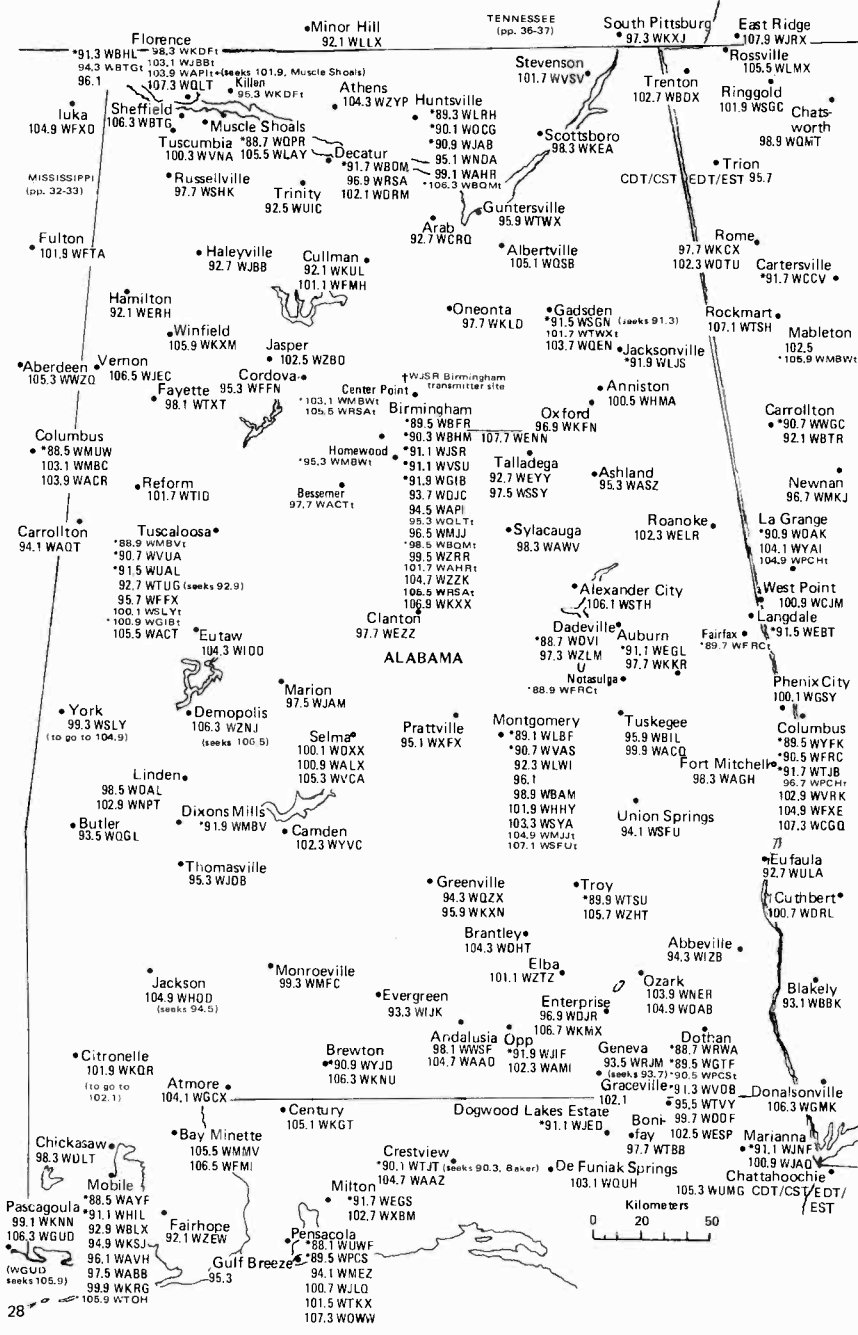 TENNESSEE
(pp. 36-37)
Minor Hill
92.1 WLLX
South Pittsburg
97.3 WKXJ
East Ridge
107.9 WJRX
Florence
*91.3 WBHL
94.3 WBTGt
96.1
98.3 WKDFt
103.1 WJBBt
103.9 WAPIt (seeks 101.9, Muscle Shoals)
107.3 WQLT
Killen
95.3 WKDFt
Athens
104.3 WZYP
Stevenson
101.7 WVSV
Rossville
105.5 WLMX
Trenton
102.7 WBDX
Ringgold
101.9 WSGC
Chats-
worth
98.9 WQMT
Iuka
104.9 WFXO
Sheffield
106.3 WBTG
Muscle Shoals
*88.7 WQPR
105.5 WLAY
Tuscumbia
100.3 WVNA
Huntsville
*89.3 WLRH
*90.1 WOCG
*90.9 WJAB
95.1 WNDA
99.1 WAHR
*106.3 WBQMt
Scottsboro
98.3 WKEA
Decatur
*91.7 WBDM
96.9 WRSA
102.1 WDRM
Trion
95.7
CDT/CST
EDT/EST
MISSISSIPPI
(pp. 32-33)
Russellville
97.7 WSHK
Trinity
92.5 WUIC
Guntersville
95.9 WTWX
Arab
92.7 WCRQ
Fulton
101.9 WFTA
Haleyville
92.7 WJBB
Cullman
92.1 WKUL
101.1 WFMH
Albertville
105.1 WQSB
Rome
97.7 WKCX
102.3 WOTU
Cartersville
*91.7 WCCV
Hamilton
92.1 WERH
Oneonta
97.7 WKLD
Gadsden
*91.5 WSGN (seeks 91.3)
101.7 WTWXt
103.7 WQEN
Rockmart
107.1 WTSH
Mableton
102.5
*105.9 WMBWt
Winfield
105.9 WKXM
Jasper
102.5 WZBQ
Jacksonville
*91.9 WLJS
Aberdeen
105.3 WWZQ
Vernon
106.5 WJEC
Cordova
95.3 WFFN
†WJSR Birmingham
transmitter site
Center Point
*103.1 WMBWt
105.5 WRSAt
Anniston
100.5 WHMA
Fayette
98.1 WTXT
Birmingham
*89.5 WBFR
*90.3 WBHM
*91.1 WJSR
*91.1 WVSU
*91.9 WGIB
93.7 WDJC
94.5 WAPI
95.3 WQLTt
96.5 WMJJ
*98.5 WBQMt
99.5 WZRR
101.7 WAHRt
104.7 WZZK
106.5 WRSAt
106.9 WKXX
107.7 WENN
Oxford
96.9 WKFN
Carrollton
*90.7 WWGC
92.1 WBTR
Columbus
*88.5 WMUW
103.1 WMBC
103.9 WACR
Homewood
*95.3 WMBWt
Talladega
92.7 WEYY
97.5 WSSY
Ashland
95.3 WASZ
Newnan
96.7 WMKJ
Reform
101.7 WTID
Bessemer
97.7 WACTt
Carrollton
94.1 WAQT
Tuscaloosa
*88.9 WMBVt
*90.7 WVUA
*91.5 WUAL
92.7 WTUG (seeks 92.9)
95.7 WFFX
100.1 WSLYt
*100.9 WGIBt
105.5 WACT
Sylacauga
98.3 WAWV
Roanoke
102.3 WELR
La Grange
*90.9 WOAK
104.1 WYAI
104.9 WPCHt
Alexander City
106.1 WSTH
West Point
100.9 WCJM
Clanton
97.7 WEZZ
Eutaw
104.3 WIDO
Dadeville
*88.7 WDVI
97.3 WZLM
Auburn
*91.1 WEGL
97.7 WKKR
Fairfax
*89.7 WFRCt
Langdale
*91.5 WEBT
ALABAMA
Notasulga
*88.9 WFRCt
Marion
97.5 WJAM
Phenix City
100.1 WGSY
York
99.3 WSLY
(to go to 104.9)
Demopolis
106.3 WZNJ
(seeks 106.5)
Selma
100.1 WDXX
100.9 WALX
105.3 WVCA
Prattville
95.1 WXFX
Montgomery
*89.1 WLBF
*90.7 WVAS
92.3 WLWI
96.1
98.9 WBAM
101.9 WHHY
103.3 WSYA
104.9 WMJJt
107.1 WSFUt
Tuskegee
95.9 WBIL
99.9 WACQ
Columbus
*89.5 WYFK
*90.5 WFRC
*91.7 WTJB
96.7 WPCHt
102.9 WVRK
104.9 WFXE
107.3 WCGQ
Fort Mitchell
98.3 WAGH
Linden
98.5 WDAL
102.9 WNPT
Butler
93.5 WQGL
Dixons Mills
*91.9 WMBV
Camden
102.3 WYVC
Union Springs
94.1 WSFU
Thomasville
95.3 WJDB
Eufaula
92.7 WULA
Greenville
94.3 WQZX
95.9 WKXN
Troy
*89.9 WTSU
105.7 WZHT
Cuthbert
100.7 WDRL
Brantley
104.3 WDHT
Abbeville
94.3 WIZB
Jackson
104.9 WHOD
(seeks 94.5)
Monroeville
99.3 WMFC
Elba
101.1 WZTZ
Ozark
103.9 WNEH
104.9 WOAB
Blakely
93.1 WBBK
Evergreen
93.3 WIJK
Enterprise
96.9 WDJR
106.7 WKMX
Andalusia
98.1 WWSF
104.7 WAAO
Opp
*91.9 WJIF
102.3 WAMI
Dothan
*88.7 WRWA
*89.5 WGTF
*90.5 WPCSt
*91.3 WVOB
95.5 WTVY
99.7 WOOF
102.5 WESP
Citronelle
101.9 WKQR
(to go to
102.1)
Brewton
*90.9 WYJD
106.3 WKNU
Geneva
93.5 WRJM
(seeks 93.7)
Graceville
102.1
Atmore
104.1 WGCX
Donalsonville
106.3 WGMK
Century
105.1 WKGT
Dogwood Lakes Estate
*91.1 WJED
Boni-
fay
97.7 WTBB
Bay Minette
105.5 WMMV
106.5 WFMI
Marianna
*91.1 WJNF
100.9 WJAQ
Chickasaw
98.3 WDLT
Crestview
*90.1 WTJT (seeks 90.3, Baker)
104.7 WAAZ
De Funiak Springs
103.1 WQUH
Chattahoochie
105.3 WUMG
CDT/CST
EDT/
EST
Mobile
*88.5 WAYF
*91.1 WHIL
92.9 WBLX
94.9 WKSJ
96.1 WAVH
97.5 WABB
99.9 WKRG
*105.9 WTOH
Milton
*91.7 WEGS
102.7 WXBM
Kilometers
0 20 50
Pascagoula
99.1 WKNN
106.3 WGUD
(WGUD
seeks 105.9)
Fairhope
92.1 WZEW
Pensacola
*88.1 WUWF
*89.5 WPCS
94.1 WMEZ
100.7 WJLQ
101.5 WTKX
107.3 WOWW
Gulf Breeze
95.3
28